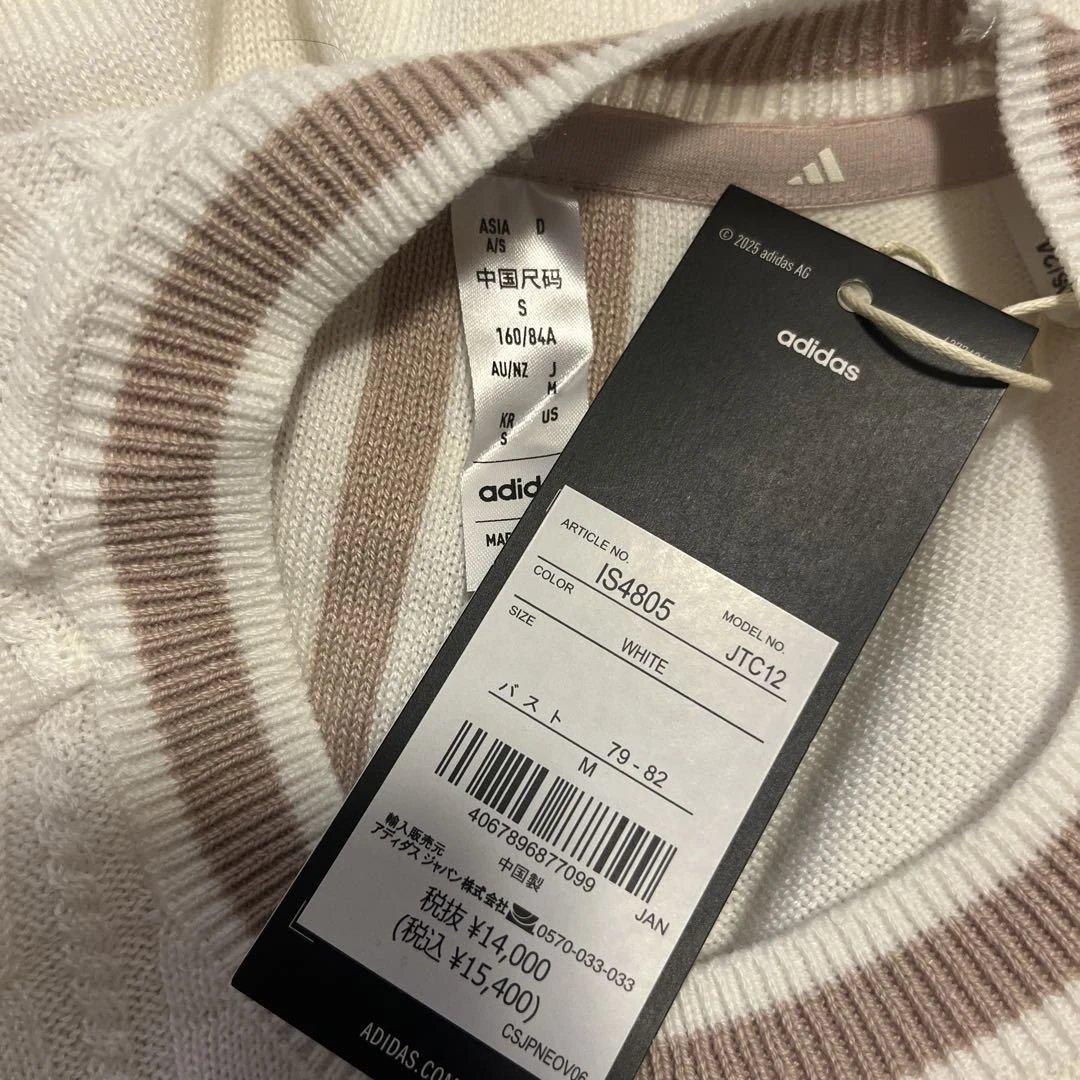 ASIA D
A/S
中国尺码
S
160/84A
AU/NZ J
M
KR US
S
adid
MA
© 2025 adidas AG
adidas
ARTICLE NO.
IS4805
MODEL NO.
JTC12
COLOR
WHITE
SIZE
バスト
79-82
M
4067896877099
JAN
中国製
輸入販売元
アディダス ジャパン株式会社
0570-033-033
税抜 ¥14,000
(税込 ¥15,400)
CSJPNEOV06
ADIDAS.COM